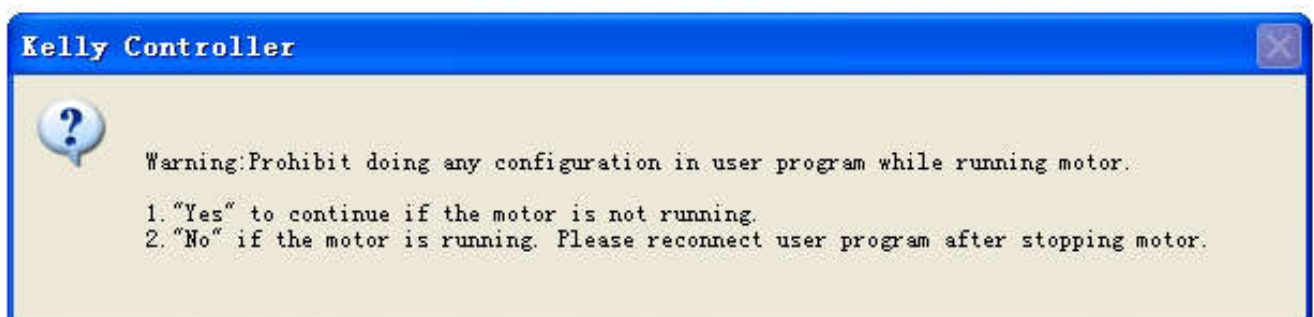 Kelly Controller
?
Warning:Prohibit doing any configuration in user program while running motor.
1."Yes" to continue if the motor is not running.
2."No" if the motor is running. Please reconnect user program after stopping motor.